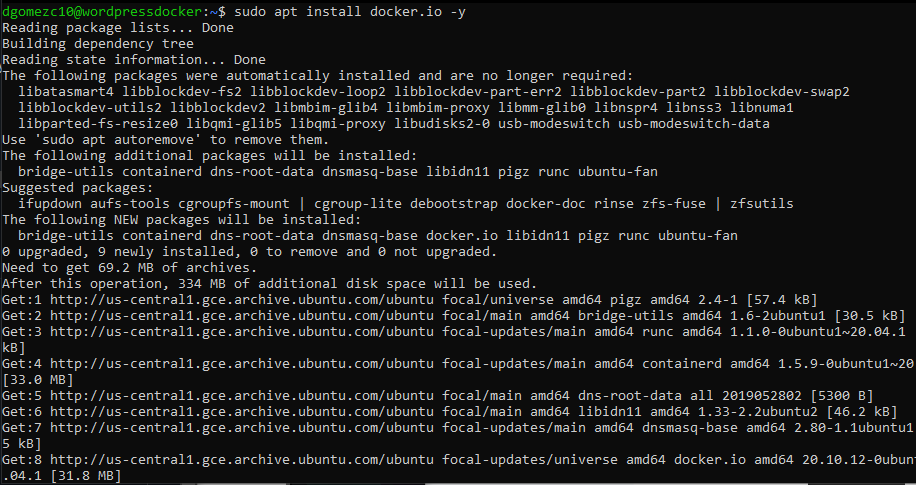 dgomezc10@wordpressdocker:~$ sudo apt install docker.io -y
Reading package lists... Done
Building dependency tree
Reading state information... Done
The following packages were automatically installed and are no longer required:
  libatasmart4 libblockdev-fs2 libblockdev-loop2 libblockdev-part-err2 libblockdev-part2 libblockdev-swap2
  libblockdev-utils2 libblockdev2 libmbim-glib4 libmbim-proxy libmm-glib0 libnspr4 libnss3 libnuma1
  libparted-fs-resize0 libqmi-glib5 libqmi-proxy libudisks2-0 usb-modeswitch usb-modeswitch-data
Use 'sudo apt autoremove' to remove them.
The following additional packages will be installed:
  bridge-utils containerd dns-root-data dnsmasq-base libidn11 pigz runc ubuntu-fan
Suggested packages:
  ifupdown aufs-tools cgroupfs-mount | cgroup-lite debootstrap docker-doc rinse zfs-fuse | zfsutils
The following NEW packages will be installed:
  bridge-utils containerd dns-root-data dnsmasq-base docker.io libidn11 pigz runc ubuntu-fan
0 upgraded, 9 newly installed, 0 to remove and 0 not upgraded.
Need to get 69.2 MB of archives.
After this operation, 334 MB of additional disk space will be used.
Get:1 http://us-central1.gce.archive.ubuntu.com/ubuntu focal/universe amd64 pigz amd64 2.4-1 [57.4 kB]
Get:2 http://us-central1.gce.archive.ubuntu.com/ubuntu focal/main amd64 bridge-utils amd64 1.6-2ubuntu1 [30.5 kB]
Get:3 http://us-central1.gce.archive.ubuntu.com/ubuntu focal-updates/main amd64 runc amd64 1.1.0-0ubuntu1~20.04.1
kB]
Get:4 http://us-central1.gce.archive.ubuntu.com/ubuntu focal-updates/main amd64 containerd amd64 1.5.9-0ubuntu1~20
[33.0 MB]
Get:5 http://us-central1.gce.archive.ubuntu.com/ubuntu focal/main amd64 dns-root-data all 2019052802 [5300 B]
Get:6 http://us-central1.gce.archive.ubuntu.com/ubuntu focal/main amd64 libidn11 amd64 1.33-2.2ubuntu2 [46.2 kB]
Get:7 http://us-central1.gce.archive.ubuntu.com/ubuntu focal-updates/main amd64 dnsmasq-base amd64 2.80-1.1ubuntu1
5 kB]
Get:8 http://us-central1.gce.archive.ubuntu.com/ubuntu focal-updates/universe amd64 docker.io amd64 20.10.12-0ubun
.04.1 [31.8 MB]